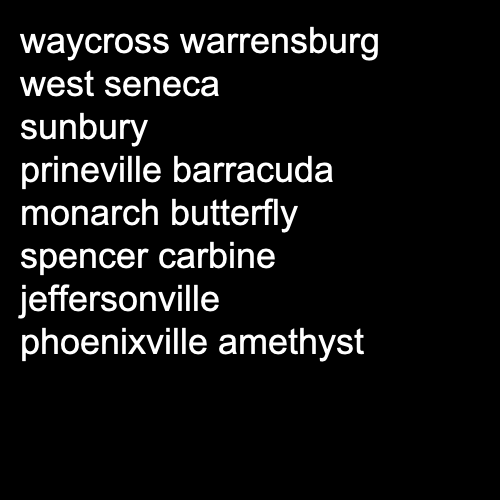 waycross warrensburg
west seneca
sunbury
prineville barracuda
monarch butterfly
spencer carbine
jeffersonville
phoenixville amethyst